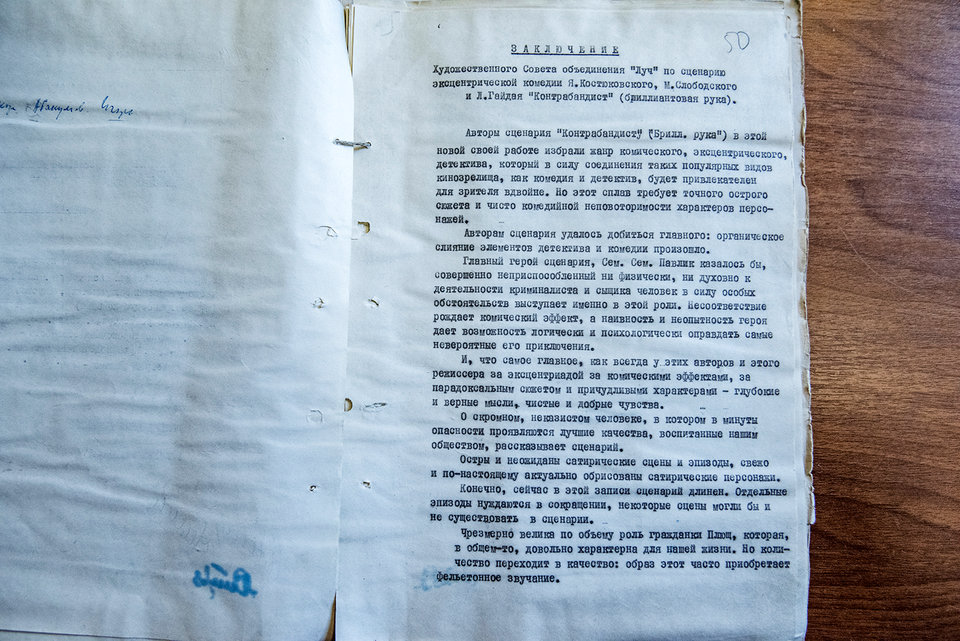 50
ЗАКЛЮЧЕНИЕ
Художественного Совета объединения "Луч" по сценарию
эксцентрической комедии Я.Костюковского, М.Слободского
и Л.Гайдая "Контрабандист" (бриллиантовая рука).
Авторы сценария "Контрабандист" ("Брилл. рука") в этой
новой своей работе избрали жанр комического, эксцентрического,
детектива, который в силу соединения таких популярных видов
кинозрелища, как комедия и детектив, будет привлекателен
для зрителя вдвойне. Но этот сплав требует точного острого
сюжета и чисто комедийной неповоторимости характеров персо-
нажей.
Авторам сценария удалось добиться главного: органическое
слияние элементов детектива и комедии произошло.
Главный герой сценария, Сем. Сем. Павлик казалось бы,
совершенно неприспособленный ни физически, ни духовно к
деятельности криминалиста и сыщика человек в силу особых
обстоятельств выступает именно в этой роли. Несоответствие
рождает комический эффект, а наивность и неопытность героя
дает возможность логически и психологически оправдать самые
невероятные его приключения.
И, что самое главное, как всегда у этих авторов и этого
режиссера за эксцентриадой за комическими эффектами, за
парадоксальным сюжетом и причудливыми характерами - глубокие
и верные мысли, чистые и добрые чувства.
О скромном, неказистом человеке, в котором в минуты
опасности проявляются лучшие качества, воспитанные нашим
обществом, рассказывает сценарий.
Остры и неожиданы сатирические сцены и эпизоды, свежо
и по-настоящему актуально обрисованы сатирические персонажи.
Конечно, сейчас в этой записи сценарий длинен. Отдельные
эпизоды нуждаются в сокращении, некоторые сцены могли бы и
не существовать в сценарии.
Чрезмерно велика по объему роль гражданки Плющ, которая,
в общем-то, довольно характерна для нашей жизни. Но коли-
чество переходит в качество: образ этот часто приобретает
фельетонное звучание.